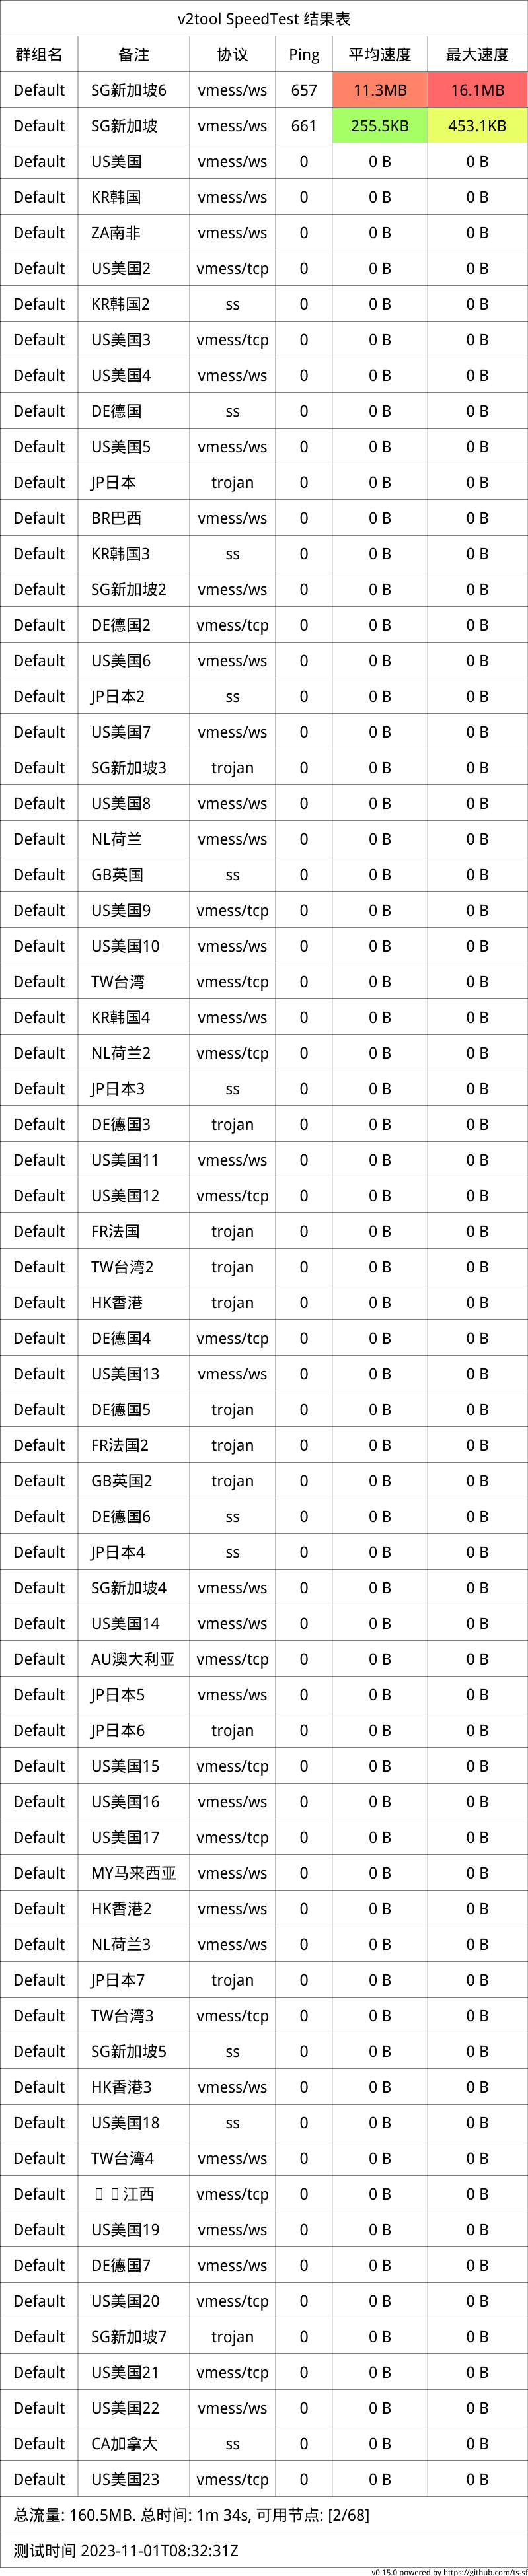 v2tool SpeedTest 结果表
群组名 备注 协议 Ping 平均速度 最大速度
Default SG新加坡6 vmess/ws 657 11.3MB 16.1MB
Default SG新加坡 vmess/ws 661 255.5KB 453.1KB
Default US美国 vmess/ws 0 0 B 0 B
Default KR韩国 vmess/ws 0 0 B 0 B
Default ZA南非 vmess/ws 0 0 B 0 B
Default US美国2 vmess/tcp 0 0 B 0 B
Default KR韩国2 ss 0 0 B 0 B
Default US美国3 vmess/tcp 0 0 B 0 B
Default US美国4 vmess/ws 0 0 B 0 B
Default DE德国 ss 0 0 B 0 B
Default US美国5 vmess/ws 0 0 B 0 B
Default JP日本 trojan 0 0 B 0 B
Default BR巴西 vmess/ws 0 0 B 0 B
Default KR韩国3 ss 0 0 B 0 B
Default SG新加坡2 vmess/ws 0 0 B 0 B
Default DE德国2 vmess/tcp 0 0 B 0 B
Default US美国6 vmess/ws 0 0 B 0 B
Default JP日本2 ss 0 0 B 0 B
Default US美国7 vmess/ws 0 0 B 0 B
Default SG新加坡3 trojan 0 0 B 0 B
Default US美国8 vmess/ws 0 0 B 0 B
Default NL荷兰 vmess/ws 0 0 B 0 B
Default GB英国 ss 0 0 B 0 B
Default US美国9 vmess/tcp 0 0 B 0 B
Default US美国10 vmess/ws 0 0 B 0 B
Default TW台湾 vmess/tcp 0 0 B 0 B
Default KR韩国4 vmess/ws 0 0 B 0 B
Default NL荷兰2 vmess/tcp 0 0 B 0 B
Default JP日本3 ss 0 0 B 0 B
Default DE德国3 trojan 0 0 B 0 B
Default US美国11 vmess/ws 0 0 B 0 B
Default US美国12 vmess/tcp 0 0 B 0 B
Default FR法国 trojan 0 0 B 0 B
Default TW台湾2 trojan 0 0 B 0 B
Default HK香港 trojan 0 0 B 0 B
Default DE德国4 vmess/tcp 0 0 B 0 B
Default US美国13 vmess/ws 0 0 B 0 B
Default DE德国5 trojan 0 0 B 0 B
Default FR法国2 trojan 0 0 B 0 B
Default GB英国2 trojan 0 0 B 0 B
Default DE德国6 ss 0 0 B 0 B
Default JP日本4 ss 0 0 B 0 B
Default SG新加坡4 vmess/ws 0 0 B 0 B
Default US美国14 vmess/ws 0 0 B 0 B
Default AU澳大利亚 vmess/tcp 0 0 B 0 B
Default JP日本5 vmess/ws 0 0 B 0 B
Default JP日本6 trojan 0 0 B 0 B
Default US美国15 vmess/tcp 0 0 B 0 B
Default US美国16 vmess/ws 0 0 B 0 B
Default US美国17 vmess/tcp 0 0 B 0 B
Default MY马来西亚 vmess/ws 0 0 B 0 B
Default HK香港2 vmess/ws 0 0 B 0 B
Default NL荷兰3 vmess/ws 0 0 B 0 B
Default JP日本7 trojan 0 0 B 0 B
Default TW台湾3 vmess/tcp 0 0 B 0 B
Default SG新加坡5 ss 0 0 B 0 B
Default HK香港3 vmess/ws 0 0 B 0 B
Default US美国18 ss 0 0 B 0 B
Default TW台湾4 vmess/ws 0 0 B 0 B
Default 江西 vmess/tcp 0 0 B 0 B
Default US美国19 vmess/ws 0 0 B 0 B
Default DE德国7 vmess/ws 0 0 B 0 B
Default US美国20 vmess/tcp 0 0 B 0 B
Default SG新加坡7 trojan 0 0 B 0 B
Default US美国21 vmess/tcp 0 0 B 0 B
Default US美国22 vmess/ws 0 0 B 0 B
Default CA加拿大 ss 0 0 B 0 B
Default US美国23 vmess/tcp 0 0 B 0 B
总流量: 160.5MB. 总时间: 1m 34s, 可用节点: [2/68]
测试时间 2023-11-01T08:32:31Z
v0.15.0 powered by https://github.com/ts-sf